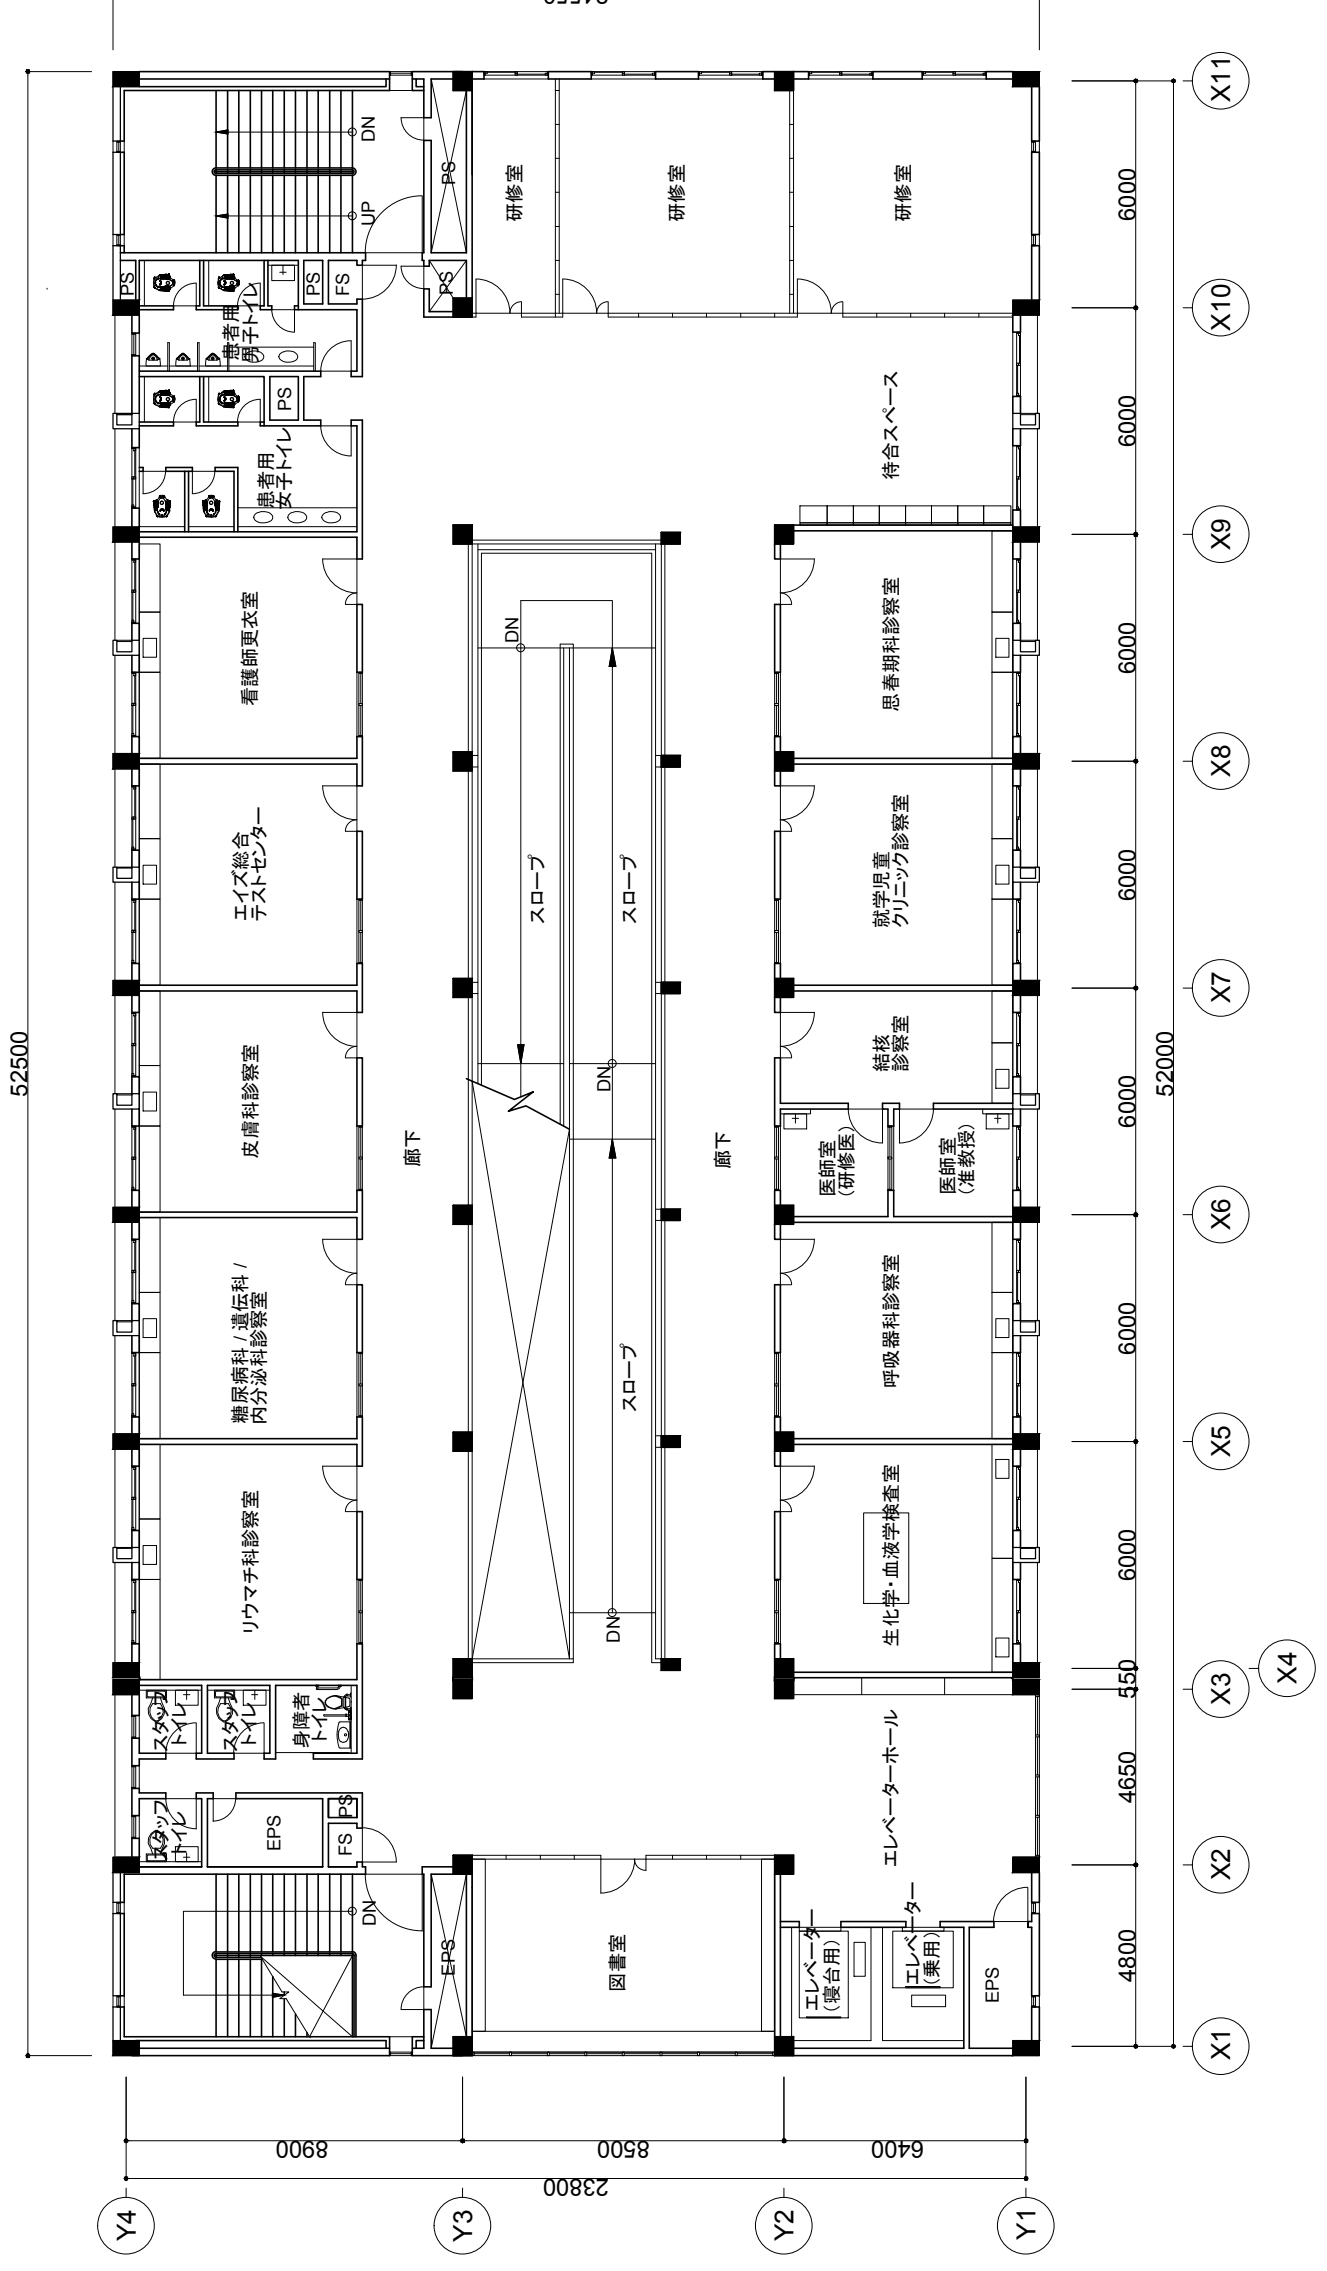 52500
DN
UP
PS
PS
患者用
男子トイレ
PS
FS
PS
患者用
女子トイレ
PS
研修室
研修室
研修室
待合スペース
看護師更衣室
エイズ総合
テストセンター
皮膚科診察室
糖尿病科 / 遺伝科 /
内分泌科診察室
リウマチ科診察室
廊下
DN
スロープ
スロープ
DN
スロープ
DN
廊下
思春期科診察室
就学児童
クリニック診察室
結核
診察室
医師室
(研修医)
医師室
(准教授)
呼吸器科診察室
生化学・血液学検査室
スタッフ
トイレ
スタッフ
トイレ
身障者
トイレ
スタッフ
トイレ
EPS
PS
FS
DN
EPS
図書室
エレベーターホール
エレベーター
(寝台用)
エレベーター
(乗用)
EPS
6000
6000
6000
6000
6000
6000
6000
550
4650
4800
52000
X11
X10
X9
X8
X7
X6
X5
X4
X3
X2
X1
8900
8500
6400
23800
Y4
Y3
Y2
Y1